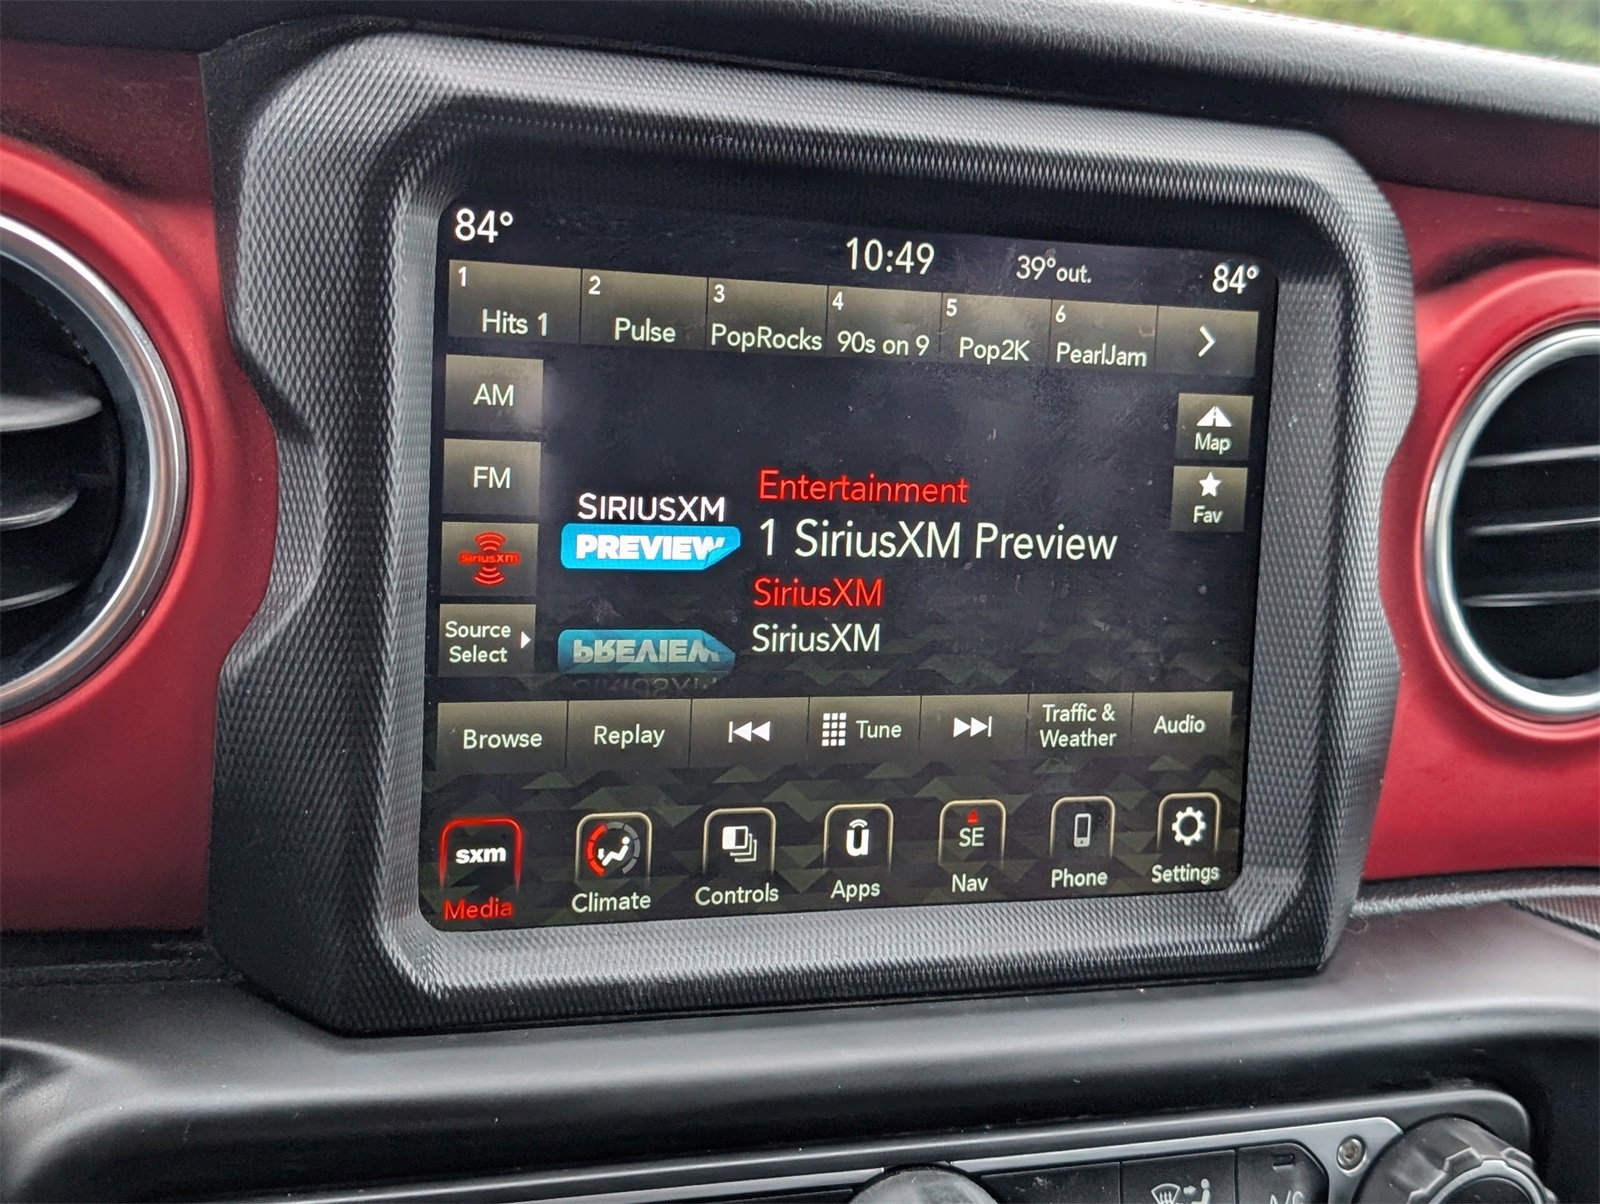 84°
10:49
39°out.
84°
1
Hits 1
2
Pulse
3
PopRocks
4
90s on 9
5
Pop2K
6
PearlJam
AM
FM
SiriusXM
Source
Select
SIRIUSXM
PREVIEW
Entertainment
1 SiriusXM Preview
SiriusXM
SiriusXM
Map
Fav
Browse
Replay
Tune
Traffic &
Weather
Audio
sxm
Media
Climate
Controls
u
Apps
SE
Nav
Phone
Settings
A/C